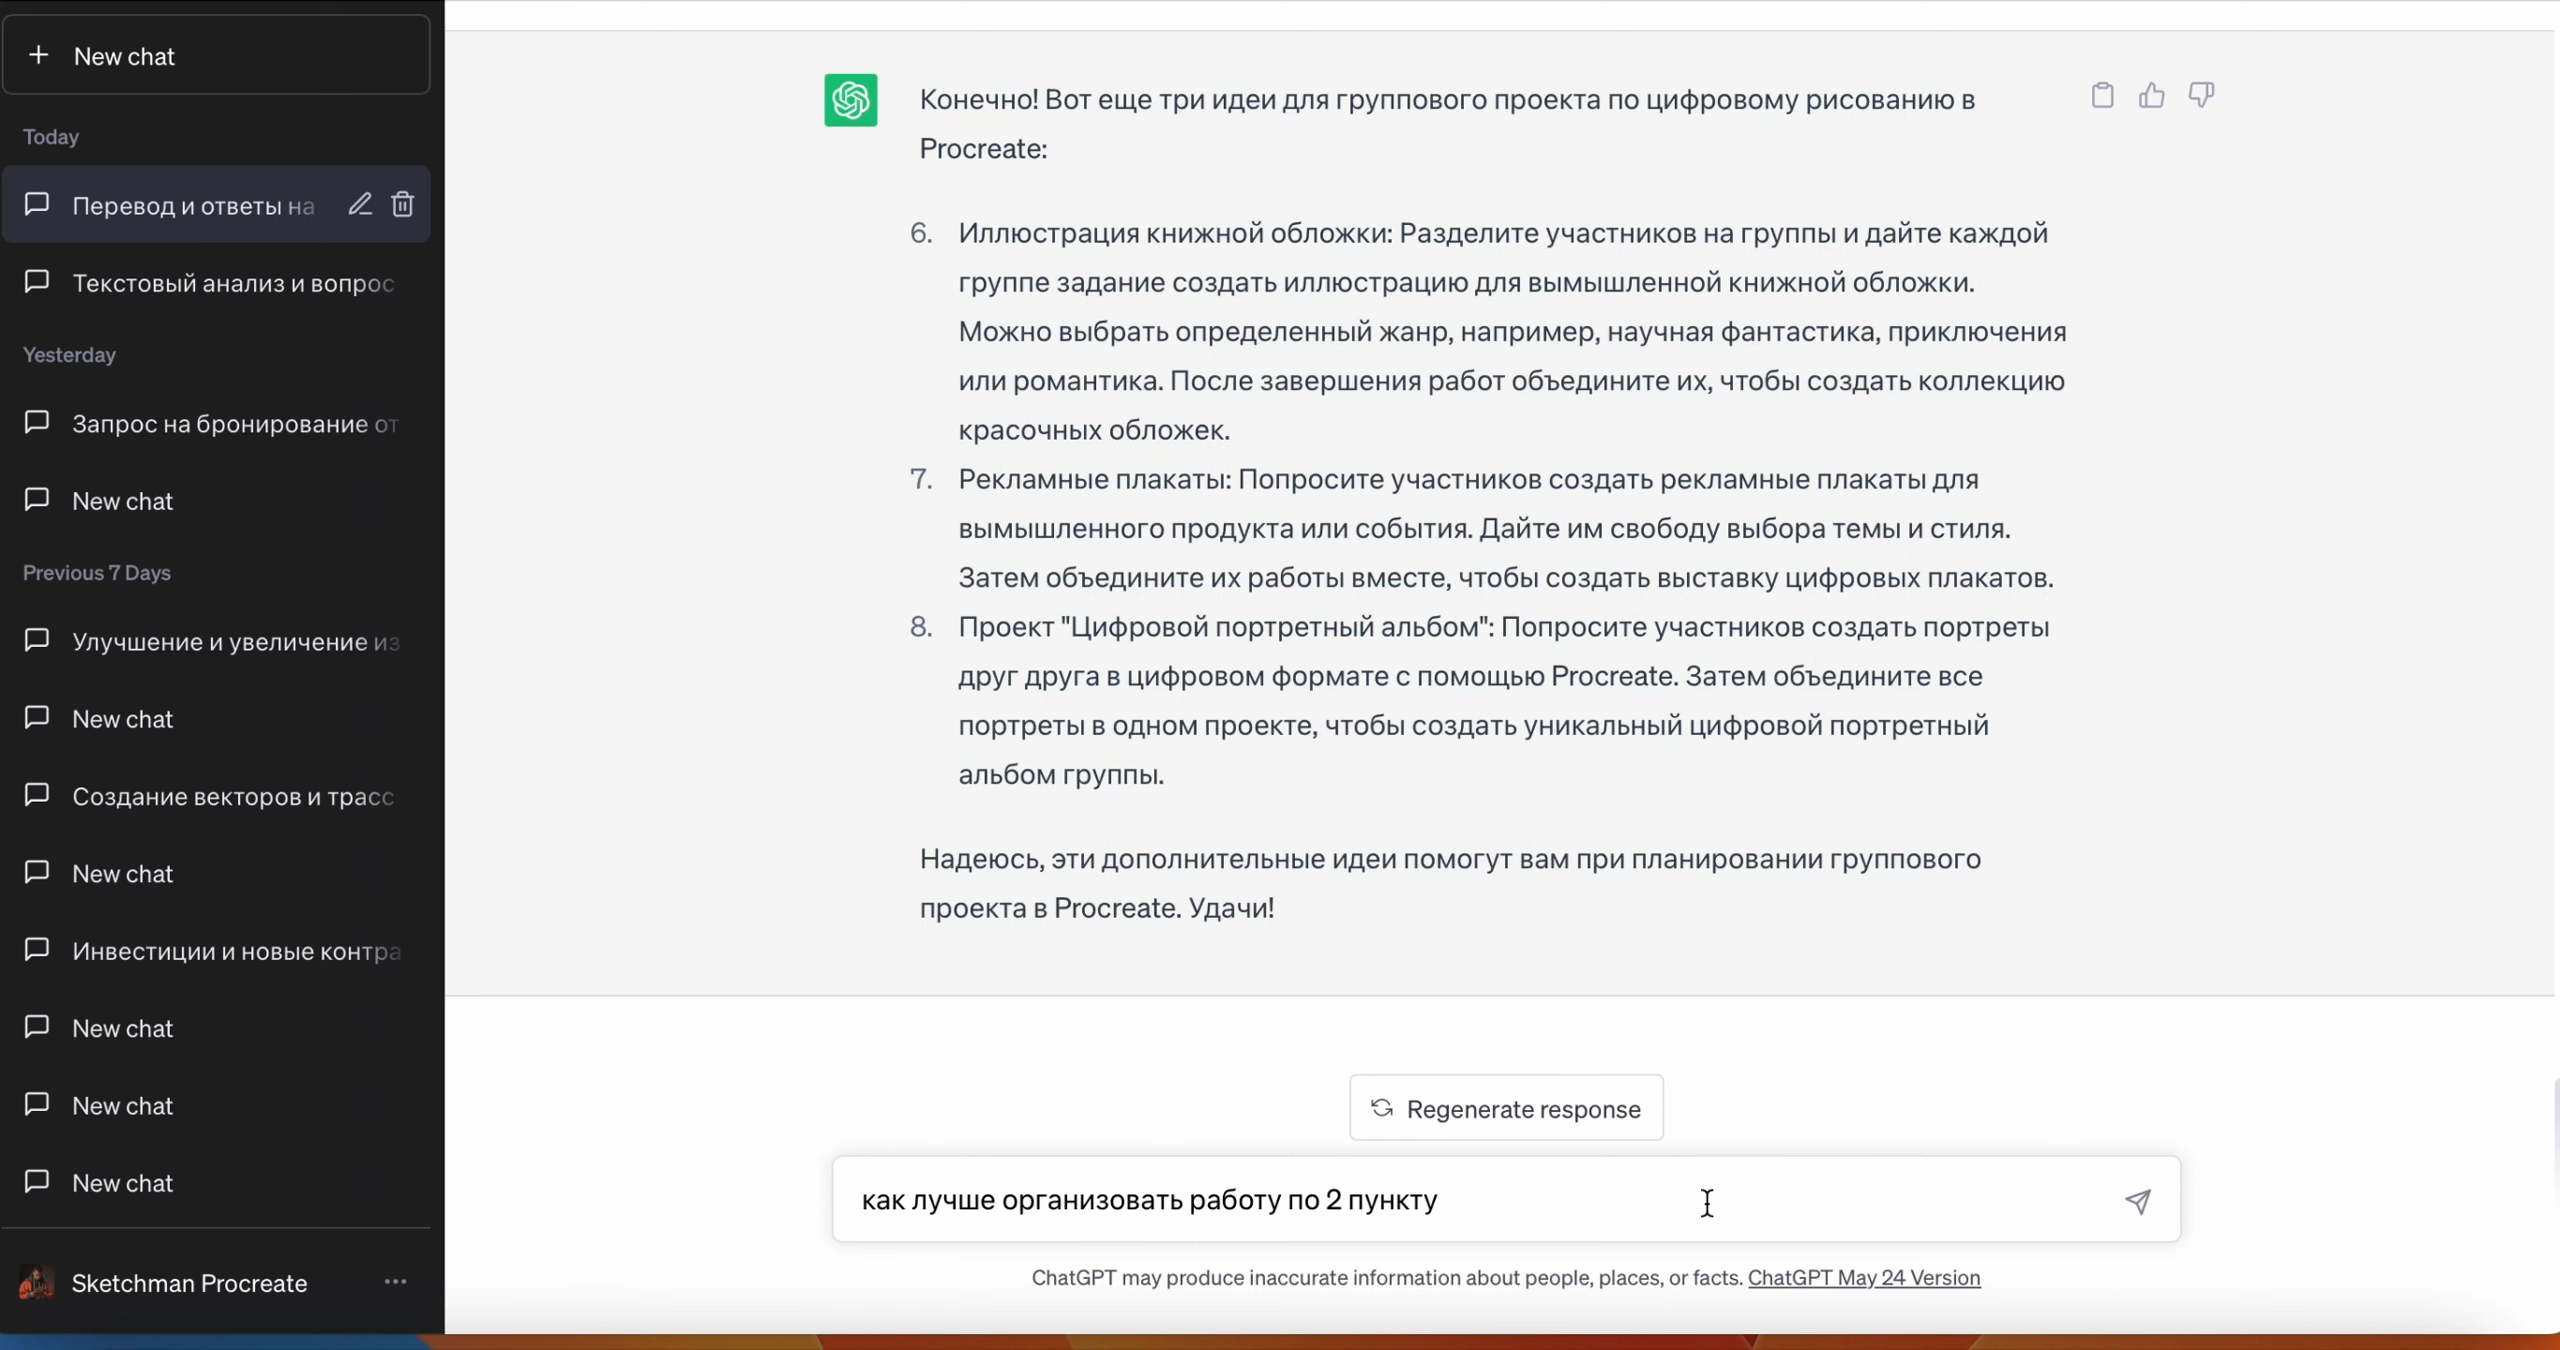 New chat
Today
Перевод и ответы на
Текстовый анализ и вопрос
Yesterday
Запрос на бронирование от
New chat
Previous 7 Days
Улучшение и увеличение из
New chat
Создание векторов и трасс
New chat
Инвестиции и новые контра
New chat
New chat
New chat
Sketchman Procreate
Конечно! Вот еще три идеи для группового проекта по цифровому рисованию в
Procreate:
6. Иллюстрация книжной обложки: Разделите участников на группы и дайте каждой
группе задание создать иллюстрацию для вымышленной книжной обложки.
Можно выбрать определенный жанр, например, научная фантастика, приключения
или романтика. После завершения работ объедините их, чтобы создать коллекцию
красочных обложек.
7. Рекламные плакаты: Попросите участников создать рекламные плакаты для
вымышленного продукта или события. Дайте им свободу выбора темы и стиля.
Затем объедините их работы вместе, чтобы создать выставку цифровых плакатов.
8. Проект "Цифровой портретный альбом": Попросите участников создать портреты
друг друга в цифровом формате с помощью Procreate. Затем объедините все
портреты в одном проекте, чтобы создать уникальный цифровой портретный
альбом группы.
Надеюсь, эти дополнительные идеи помогут вам при планировании группового
проекта в Procreate. Удачи!
Regenerate response
как лучше организовать работу по 2 пункту
ChatGPT may produce inaccurate information about people, places, or facts. ChatGPT May 24 Version